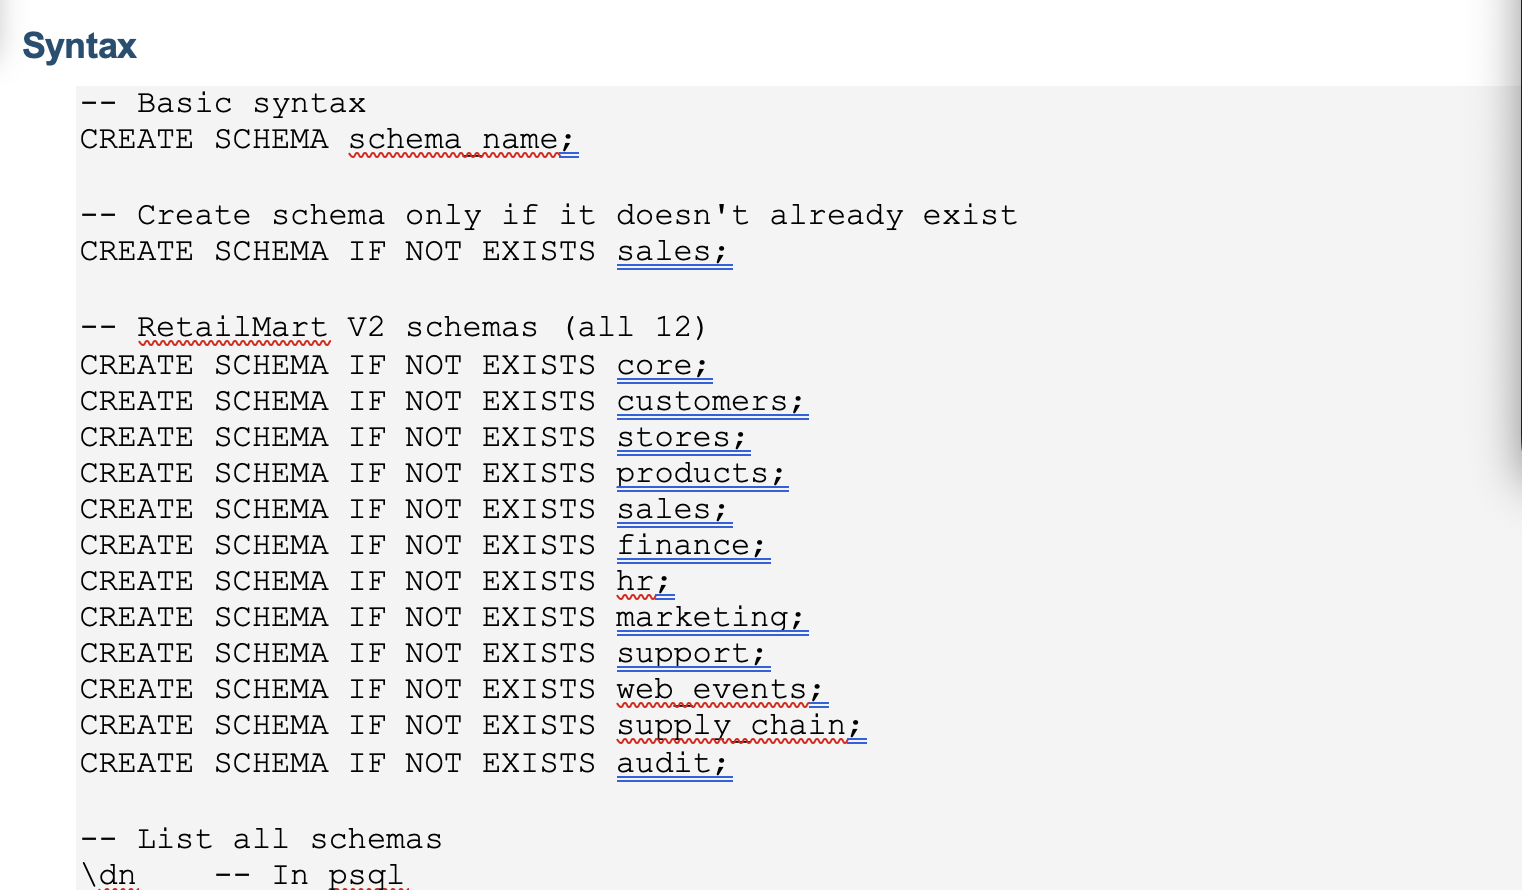 Syntax
-- Basic syntax
CREATE SCHEMA schema_name;
-- Create schema only if it doesn't already exist
CREATE SCHEMA IF NOT EXISTS sales;
-- RetailMart V2 schemas (all 12)
CREATE SCHEMA IF NOT EXISTS core;
CREATE SCHEMA IF NOT EXISTS customers;
CREATE SCHEMA IF NOT EXISTS stores;
CREATE SCHEMA IF NOT EXISTS products;
CREATE SCHEMA IF NOT EXISTS sales;
CREATE SCHEMA IF NOT EXISTS finance;
CREATE SCHEMA IF NOT EXISTS hr;
CREATE SCHEMA IF NOT EXISTS marketing;
CREATE SCHEMA IF NOT EXISTS support;
CREATE SCHEMA IF NOT EXISTS web_events;
CREATE SCHEMA IF NOT EXISTS supply_chain;
CREATE SCHEMA IF NOT EXISTS audit;
-- List all schemas
\dn    -- In psql